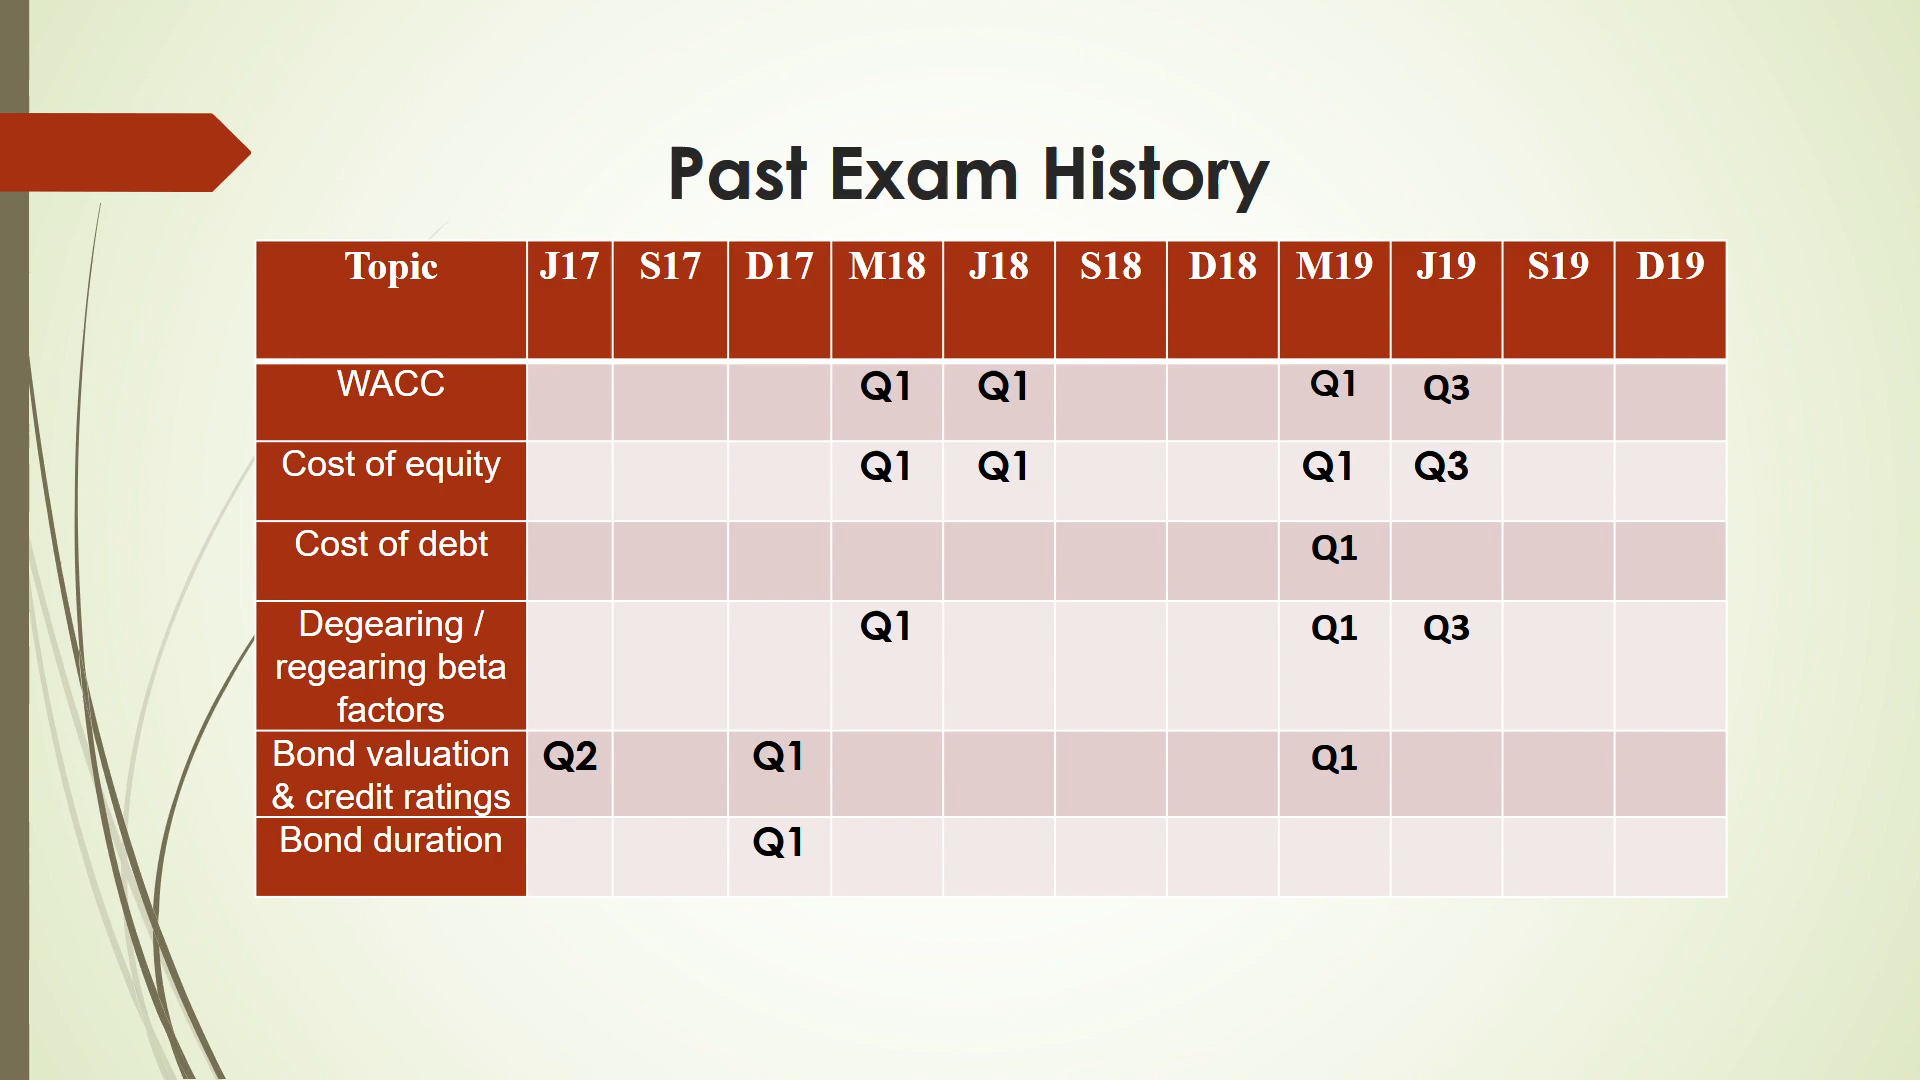 Past Exam History
Topic J17 S17 D17 M18 J18 S18 D18 M19 J19 S19 D19
WACC Q1 Q1 Q1 Q3
Cost of equity Q1 Q1 Q1 Q3
Cost of debt Q1
Degearing / Q1 Q1 Q3
regearing beta
factors
Bond valuation Q2 Q1 Q1
& credit ratings
Bond duration Q1